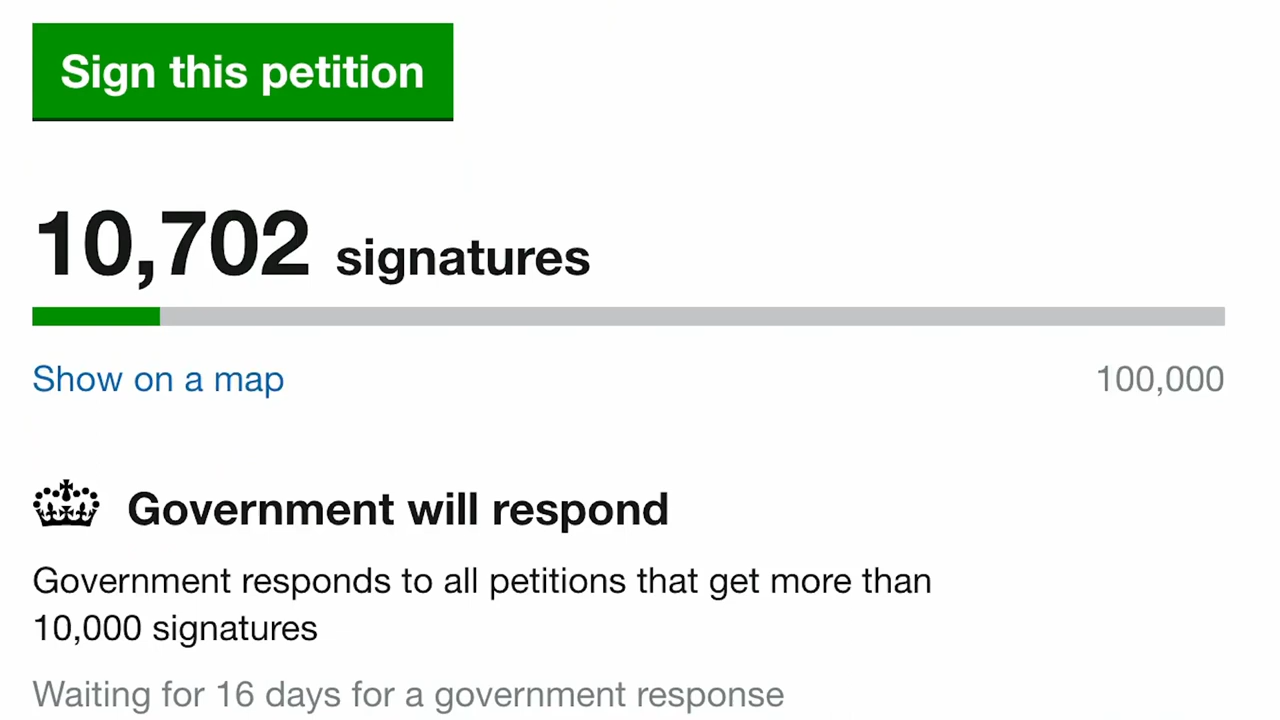 Sign this petition
10,702 signatures
Show on a map
100,000
Government will respond
Government responds to all petitions that get more than
10,000 signatures
Waiting for 16 days for a government response